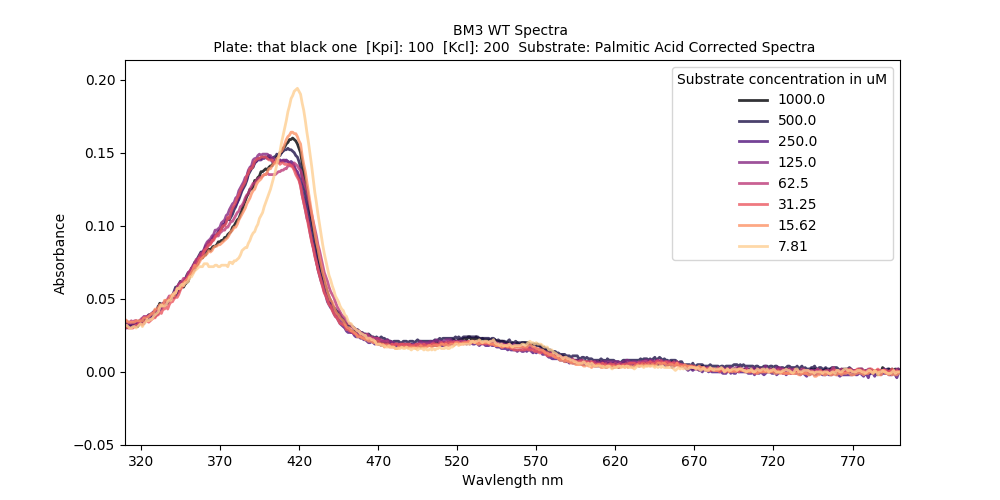 BM3 WT Spectra
Plate: that black one  [Kpi]: 100  [Kcl]: 200  Substrate: Palmitic Acid Corrected Spectra
Absorbance
0.20
0.15
0.10
0.05
0.00
−0.05
Substrate concentration in uM
1000.0
500.0
250.0
125.0
62.5
31.25
15.62
7.81
320 370 420 470 520 570 620 670 720 770
Wavlength nm